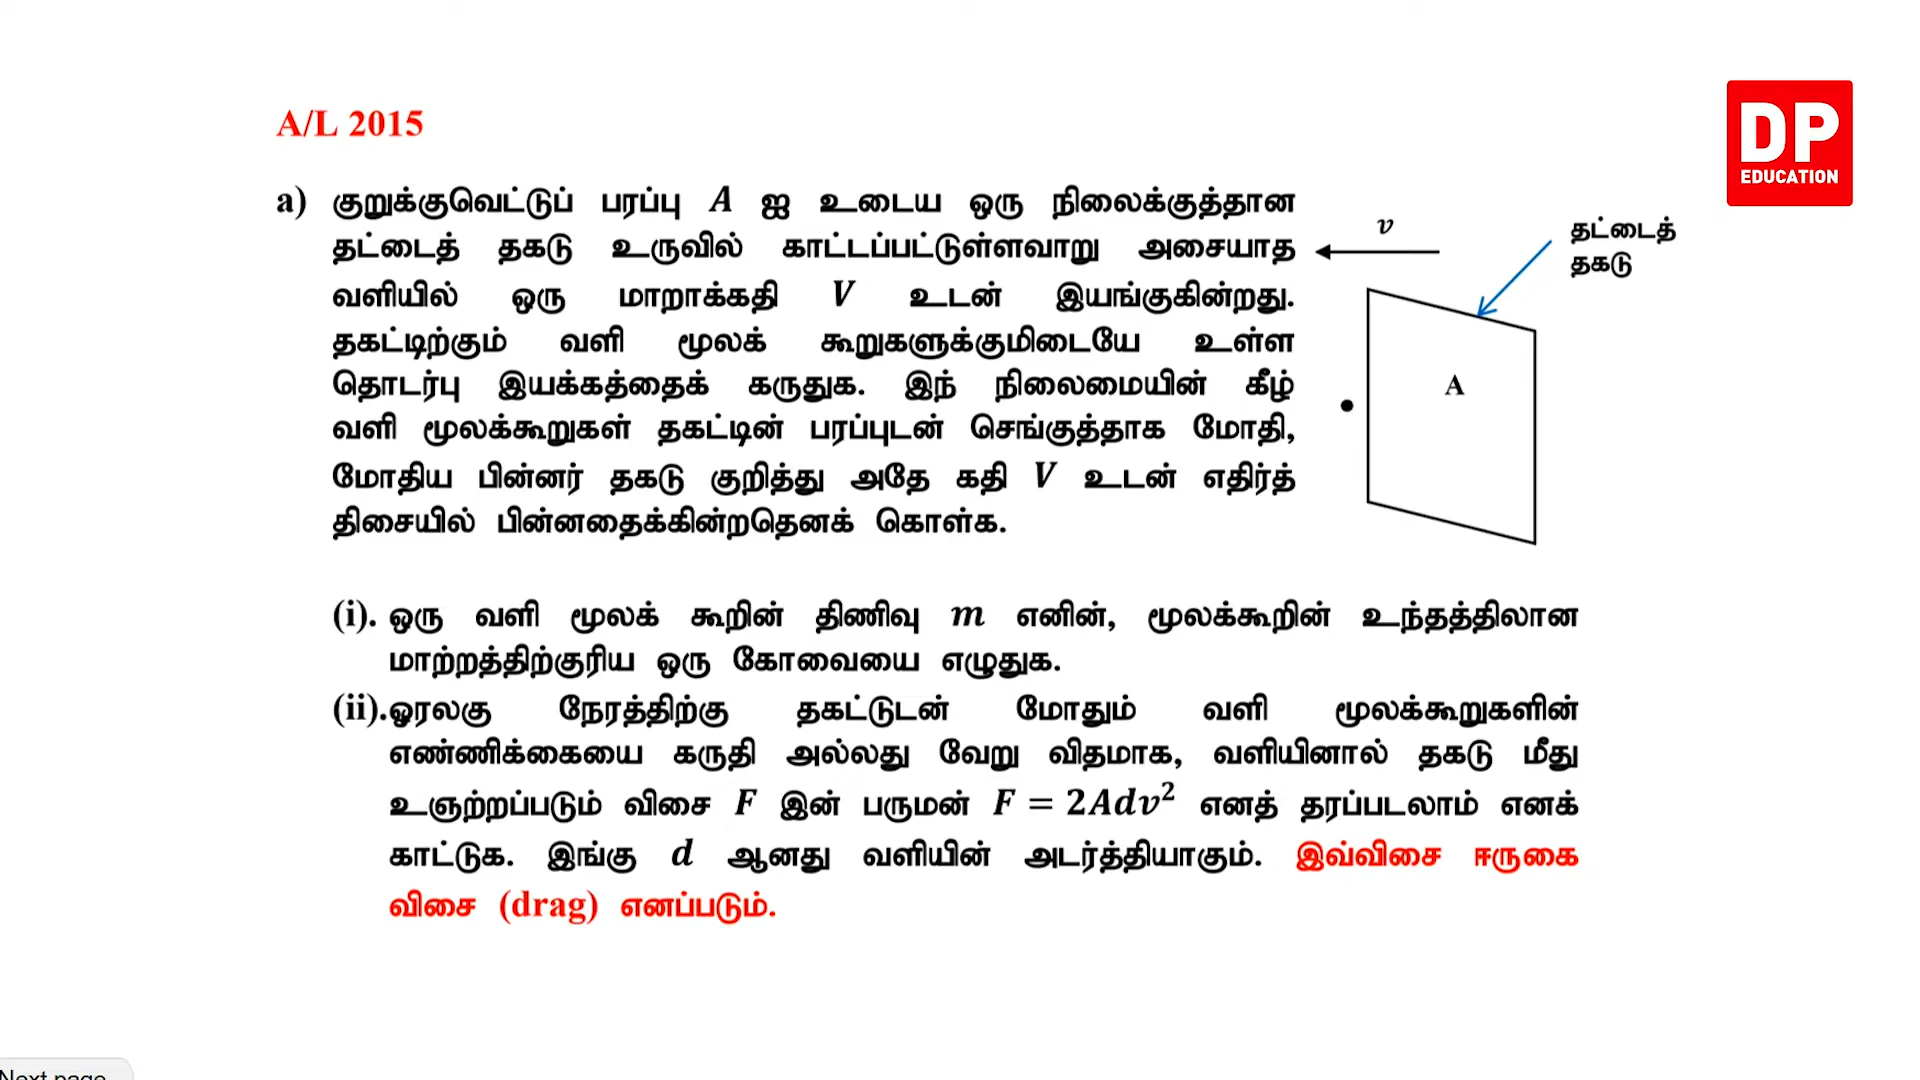 A/L 2015
DP
EDUCATION
a) குறுக்குவெட்டுப் பரப்பு A ஐ உடைய ஒரு நிலைக்குத்தான
தட்டைத் தகடு உருவில் காட்டப்பட்டுள்ளவாறு அசையாத
வளியில் ஒரு மாறாக்கதி V உடன் இயங்குகின்றது.
தகட்டிற்கும் வளி மூலக் கூறுகளுக்குமிடையே உள்ள
தொடர்பு இயக்கத்தைக் கருதுக. இந் நிலைமையின் கீழ்
வளி மூலக்கூறுகள் தகட்டின் பரப்புடன் செங்குத்தாக மோதி,
மோதிய பின்னர் தகடு குறித்து அதே கதி V உடன் எதிர்த்
திசையில் பின்னதைக்கின்றதெனக் கொள்க.
v
தட்டைத்
தகடு
A
(i). ஒரு வளி மூலக் கூறின் திணிவு m எனின், மூலக்கூறின் உந்தத்திலான
மாற்றத்திற்குரிய ஒரு கோவையை எழுதுக.
(ii).ஓரலகு நேரத்திற்கு தகட்டுடன் மோதும் வளி மூலக்கூறுகளின்
எண்ணிக்கையை கருதி அல்லது வேறு விதமாக, வளியினால் தகடு மீது
உஞற்றப்படும் விசை F இன் பருமன் F = 2Adv² எனத் தரப்படலாம் எனக்
காட்டுக. இங்கு d ஆனது வளியின் அடர்த்தியாகும். இவ்விசை ஈருகை
விசை (drag) எனப்படும்.
Next page